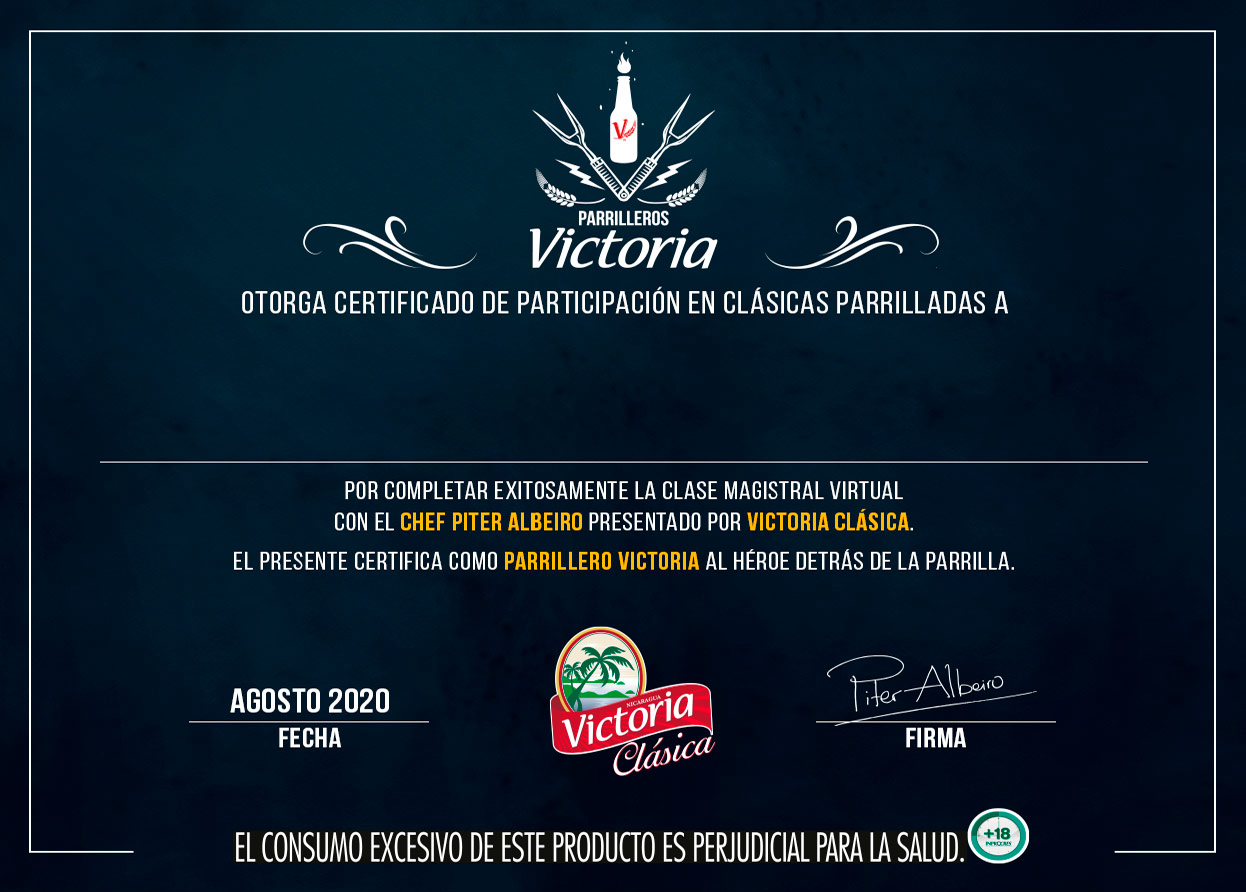 V
PARRILLEROS
Victoria
OTORGA CERTIFICADO DE PARTICIPACIÓN EN CLÁSICAS PARRILLADAS A
POR COMPLETAR EXITOSAMENTE LA CLASE MAGISTRAL VIRTUAL
CON EL CHEF PITER ALBEIRO PRESENTADO POR VICTORIA CLÁSICA.
EL PRESENTE CERTIFICA COMO PARRILLERO VICTORIA AL HÉROE DETRÁS DE LA PARRILLA.
AGOSTO 2020
FECHA
NICARAGUA
Victoria
Clásica
Piter Albeiro
FIRMA
EL CONSUMO EXCESIVO DE ESTE PRODUCTO ES PERJUDICIAL PARA LA SALUD.
+18